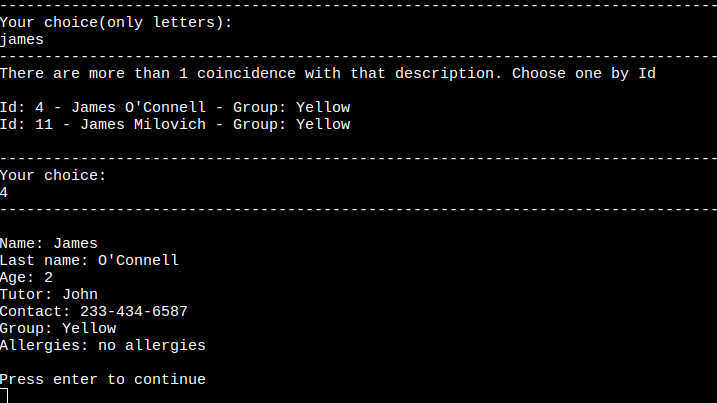 --------------------------------------------------------------------------------
Your choice(only letters):
james
--------------------------------------------------------------------------------
There are more than 1 coincidence with that description. Choose one by Id
Id: 4 - James O'Connell - Group: Yellow
Id: 11 - James Milovich - Group: Yellow
--------------------------------------------------------------------------------
Your choice:
4
--------------------------------------------------------------------------------
Name: James
Last name: O'Connell
Age: 2
Tutor: John
Contact: 233-434-6587
Group: Yellow
Allergies: no allergies
Press enter to continue